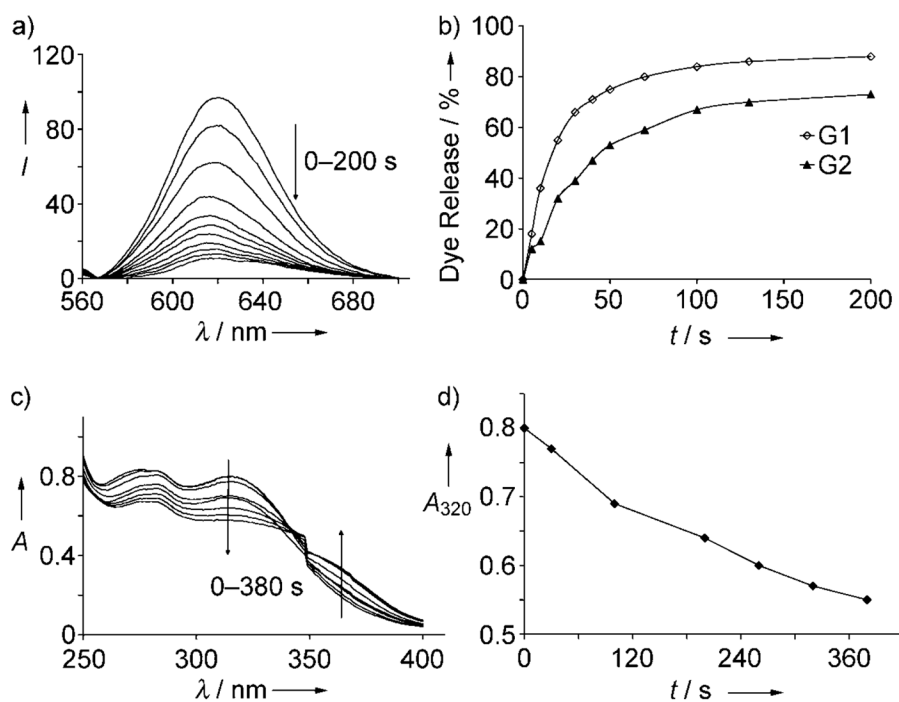 a)
120
80
40
0
I
0–200 s
560 600 640 680
λ / nm
b)
100
80
60
40
20
0
Dye Release / %
G1
G2
0 50 100 150 200
t / s
c)
0.8
0.4
0
A
0–380 s
250 300 350 400
λ / nm
d)
0.8
0.7
0.6
0.5
A320
0 120 240 360
t / s